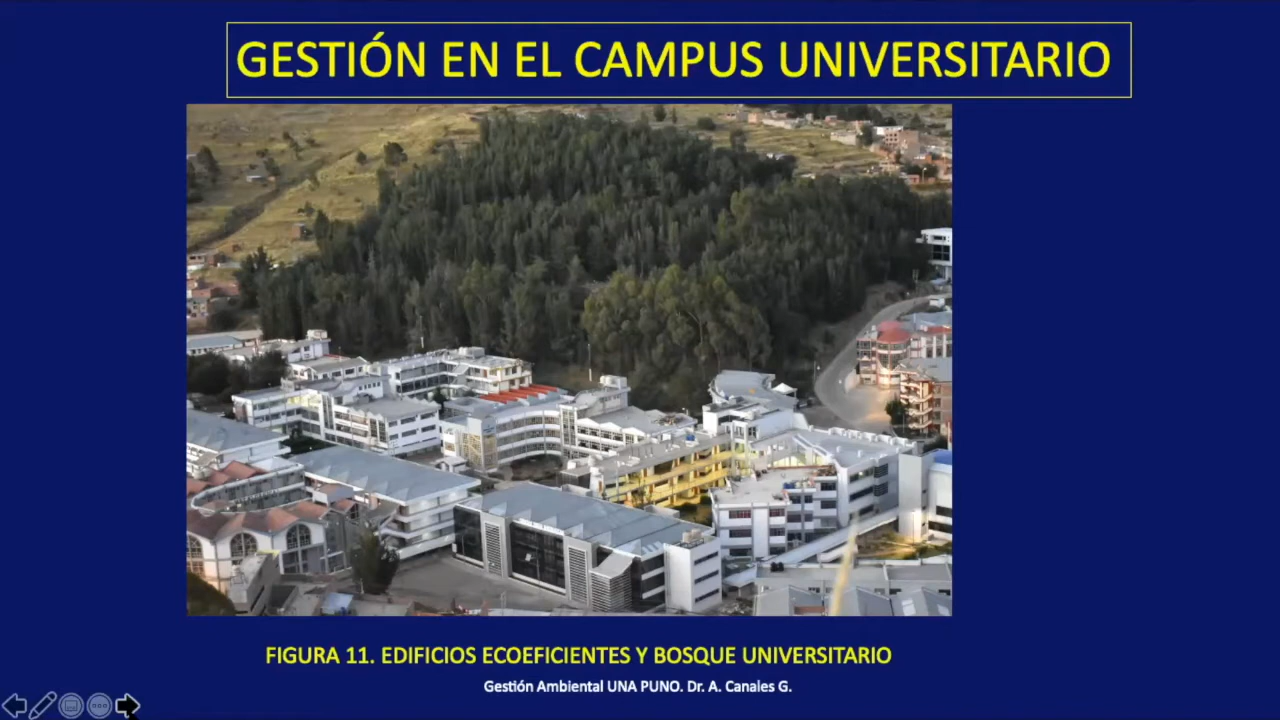 GESTIÓN EN EL CAMPUS UNIVERSITARIO
FIGURA 11. EDIFICIOS ECOEFICIENTES Y BOSQUE UNIVERSITARIO
Gestión Ambiental UNA PUNO. Dr. A. Canales G.